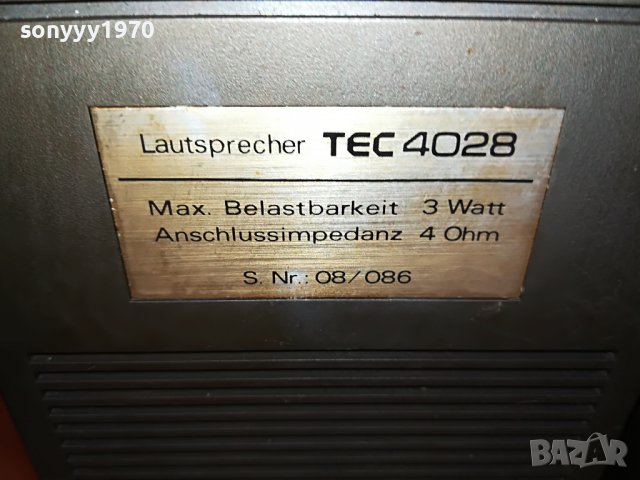 sonyyy1970
Lautsprecher TEC 4028
Max. Belastbarkeit 3 Watt
Anschlussimpedanz 4 Ohm
S. Nr.: 08/086
BAZAR